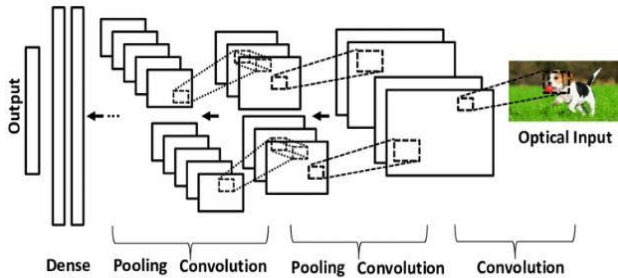 Output
Optical Input
Dense
Pooling Convolution
Pooling Convolution
Convolution